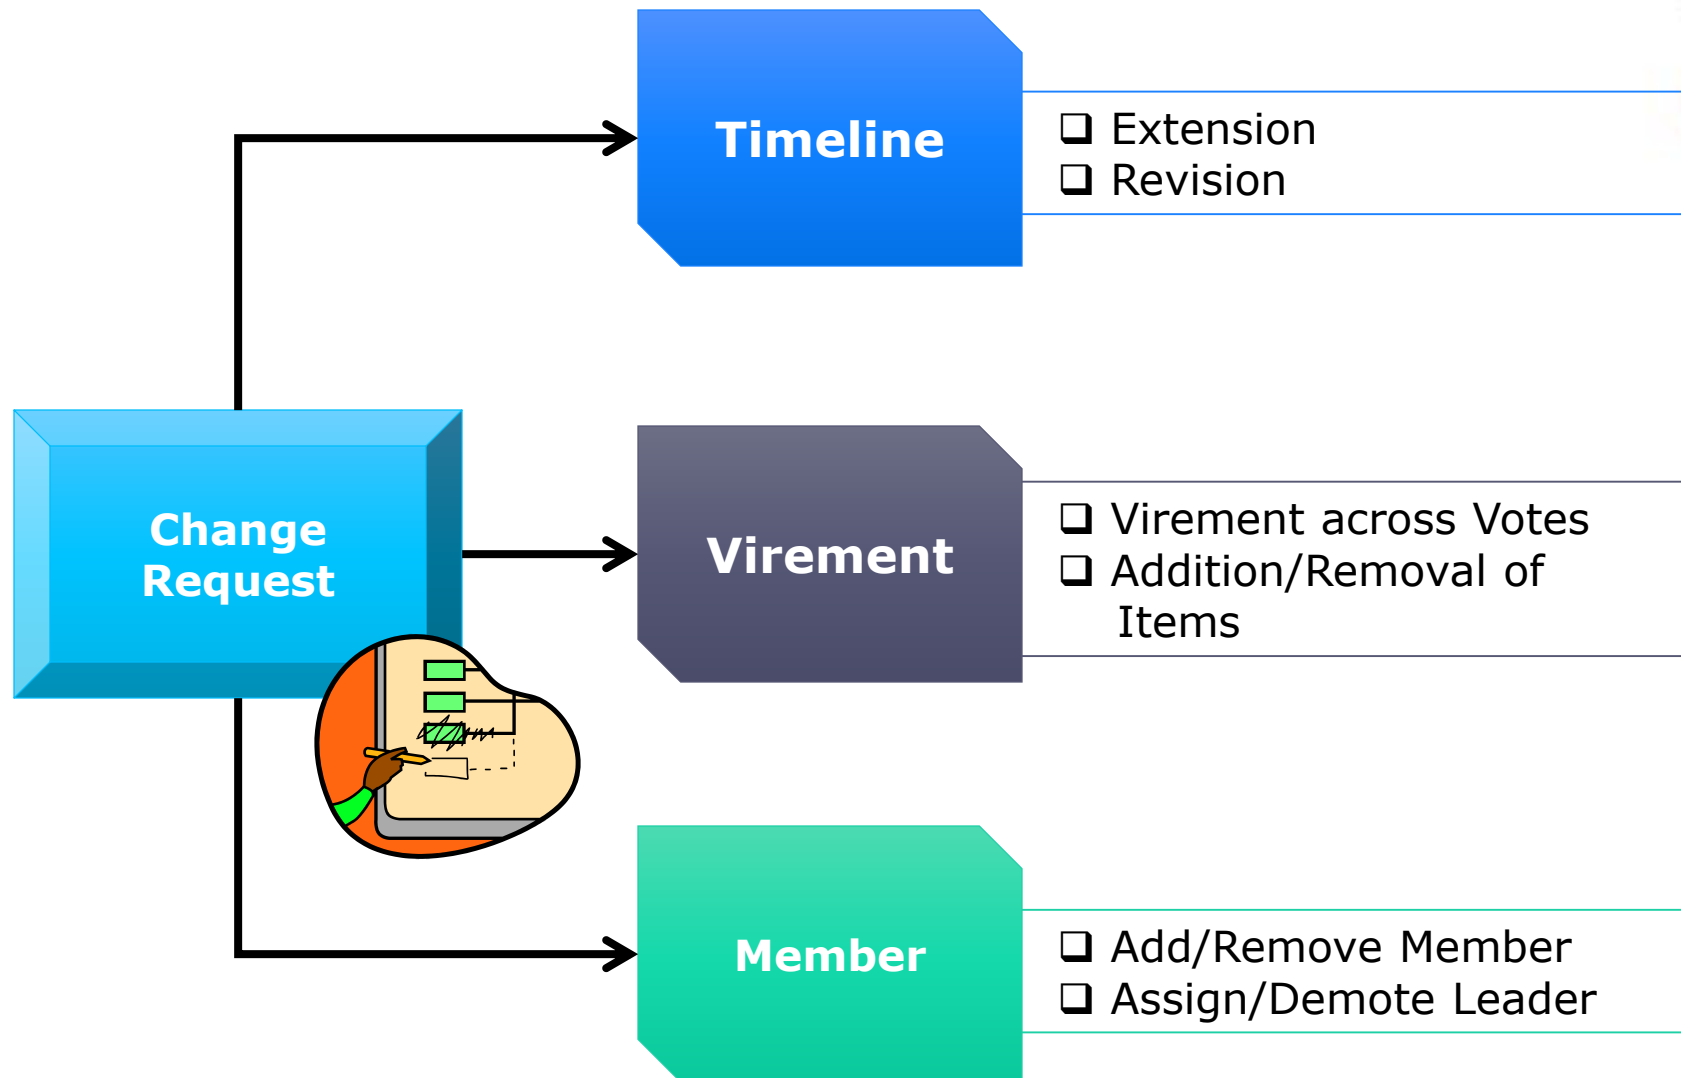 Timeline
❑ Extension
❑ Revision
Change
Request
Virement
❑ Virement across Votes
❑ Addition/Removal of
Items
Member
❑ Add/Remove Member
❑ Assign/Demote Leader